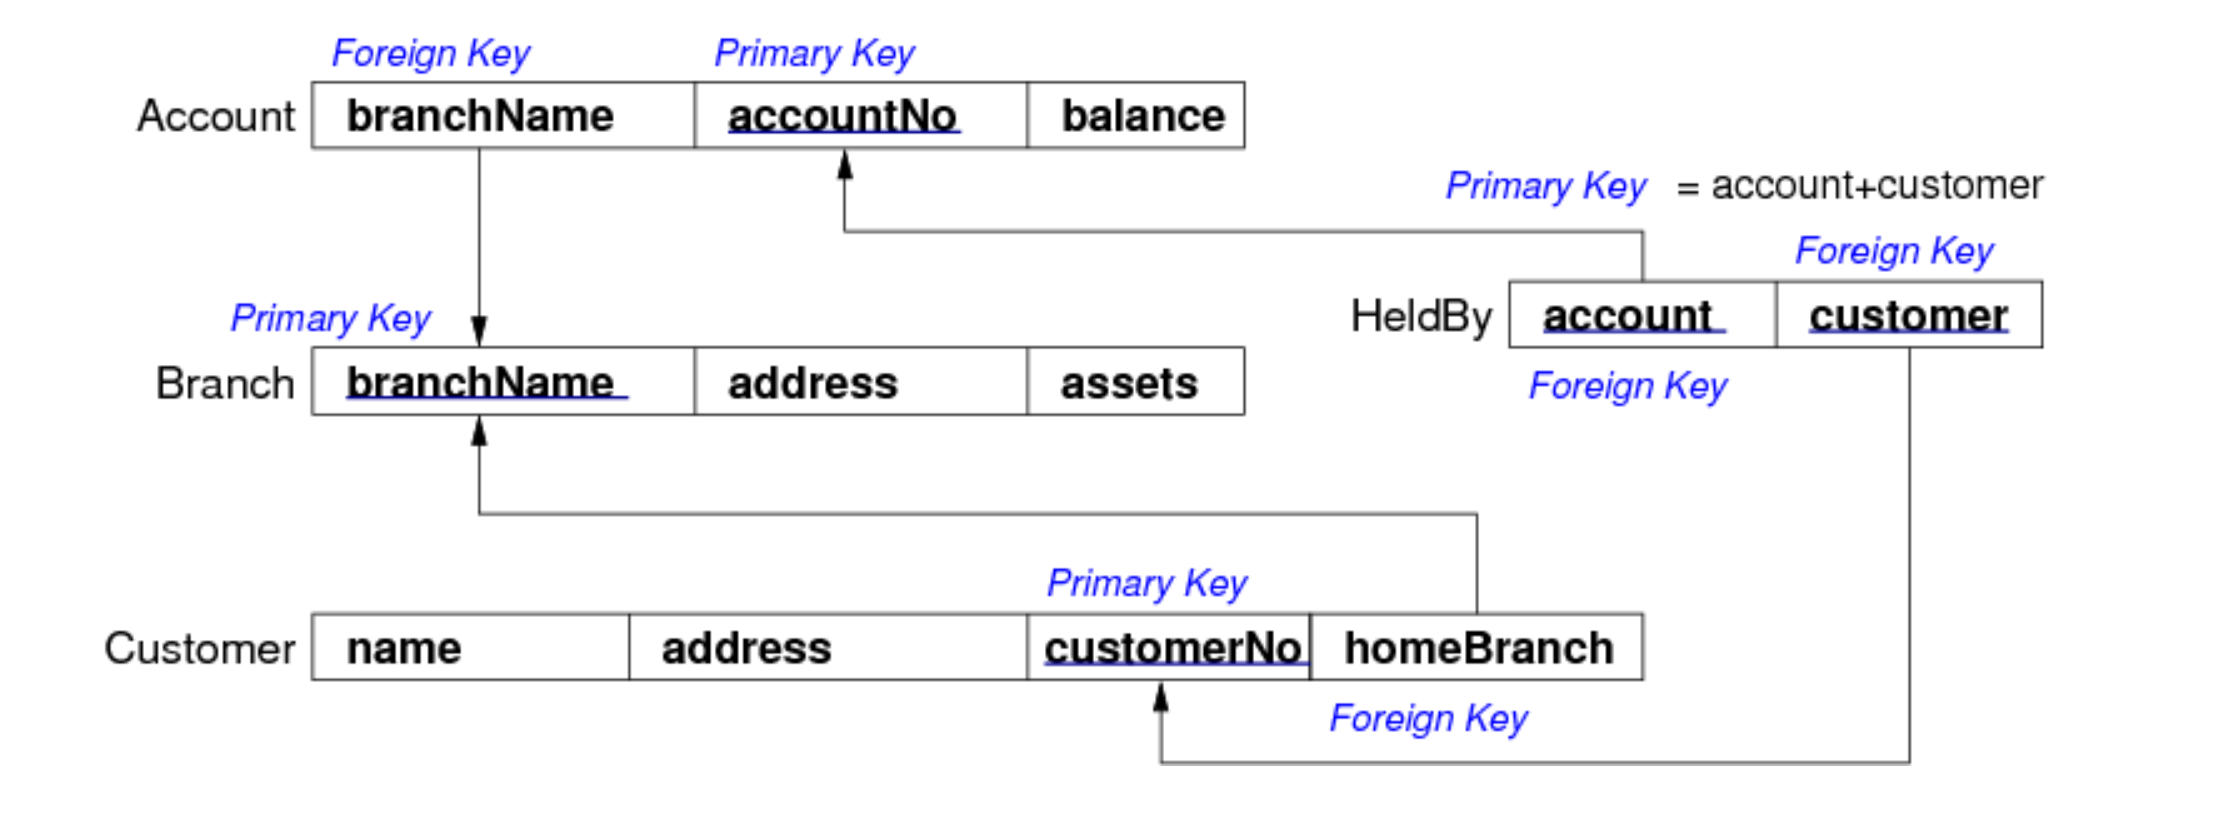 Foreign Key Primary Key
Account branchName accountNo balance
Primary Key = account+customer
Foreign Key
Primary Key
HeldBy account customer
Branch branchName address assets
Foreign Key
Primary Key
Customer name address customerNo homeBranch
Foreign Key